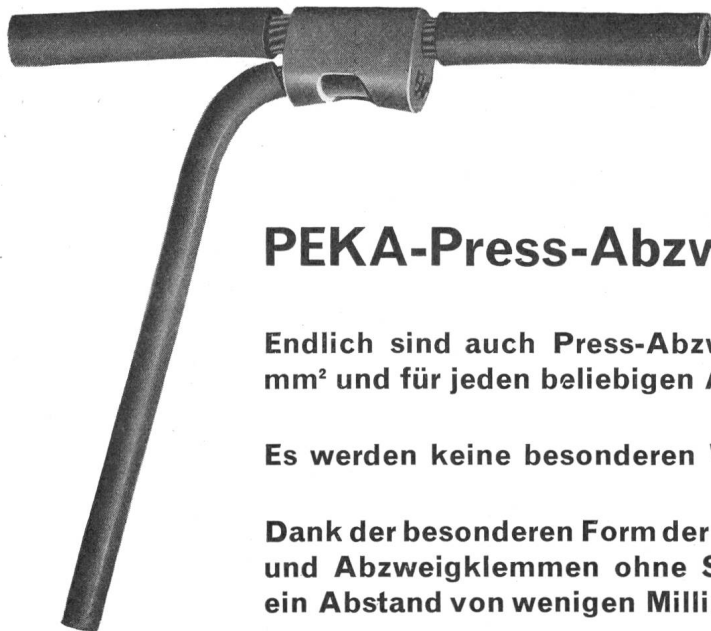 PEKA-Press-Abzw
Endlich sind auch Press-Abzw
mm² und für jeden beliebigen A
Es werden keine besonderen
Dank der besonderen Form der
und Abzweigklemmen ohne S
ein Abstand von wenigen Milli